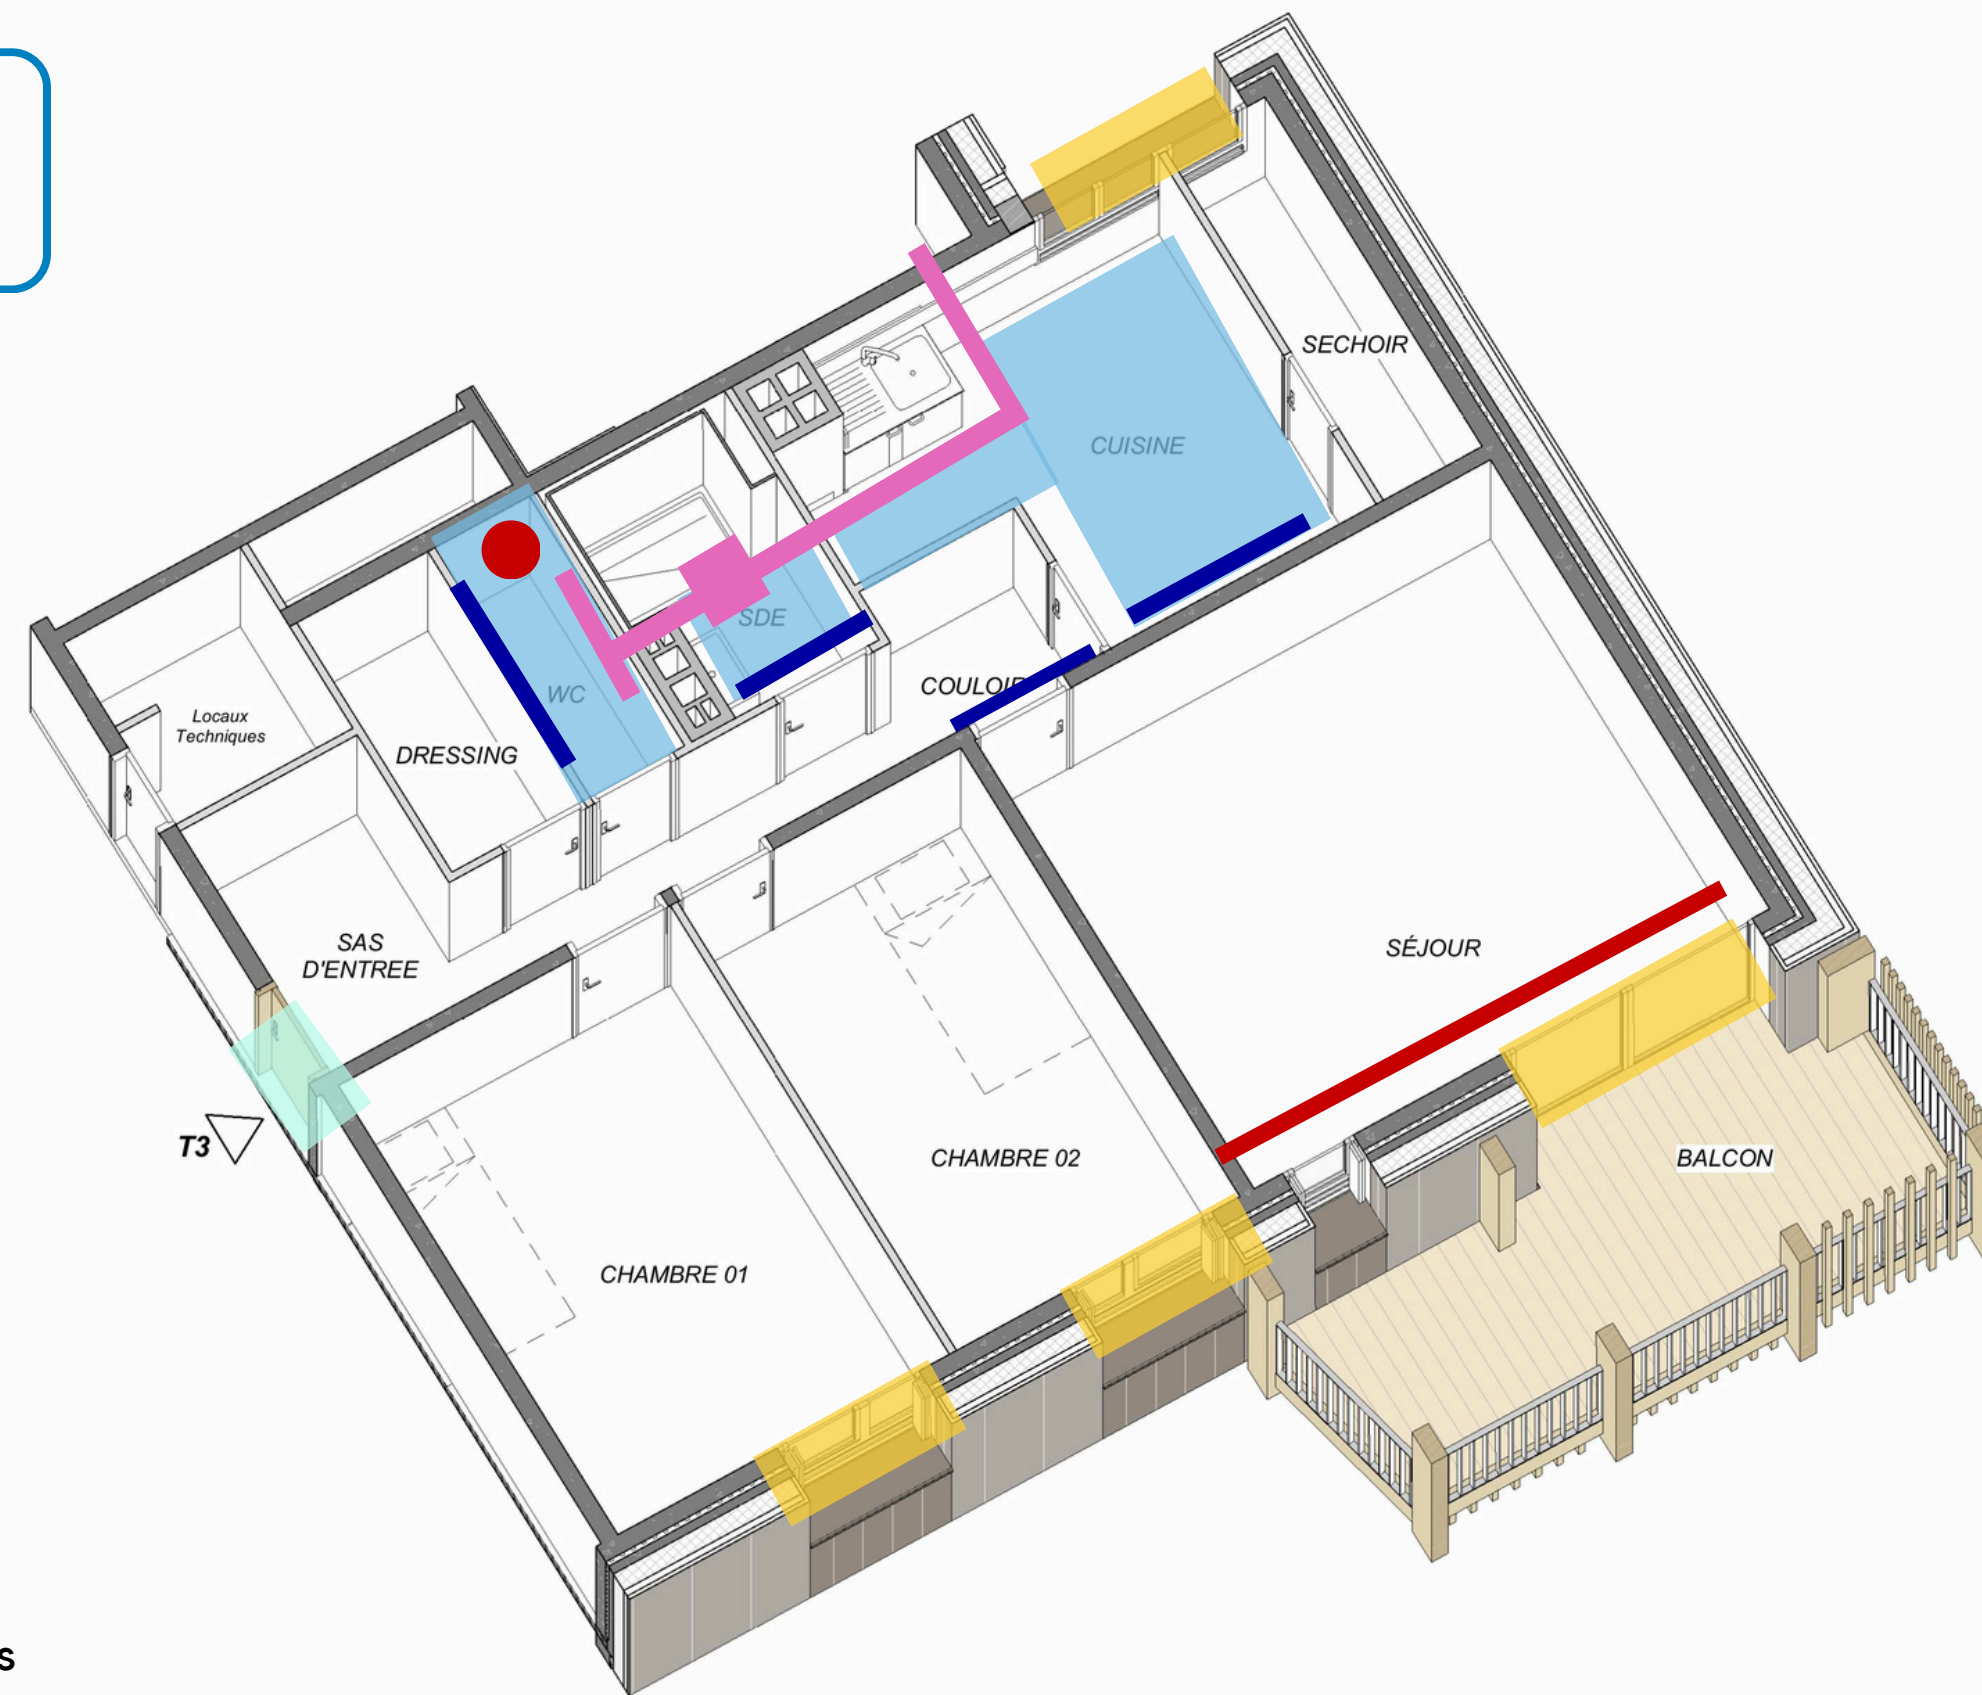 SECHOIR
CUISINE
SDE
WC
COULOIR
Locaux
Techniques
DRESSING
SAS
D'ENTREE
SÉJOUR
T3
CHAMBRE 02
BALCON
CHAMBRE 01
s